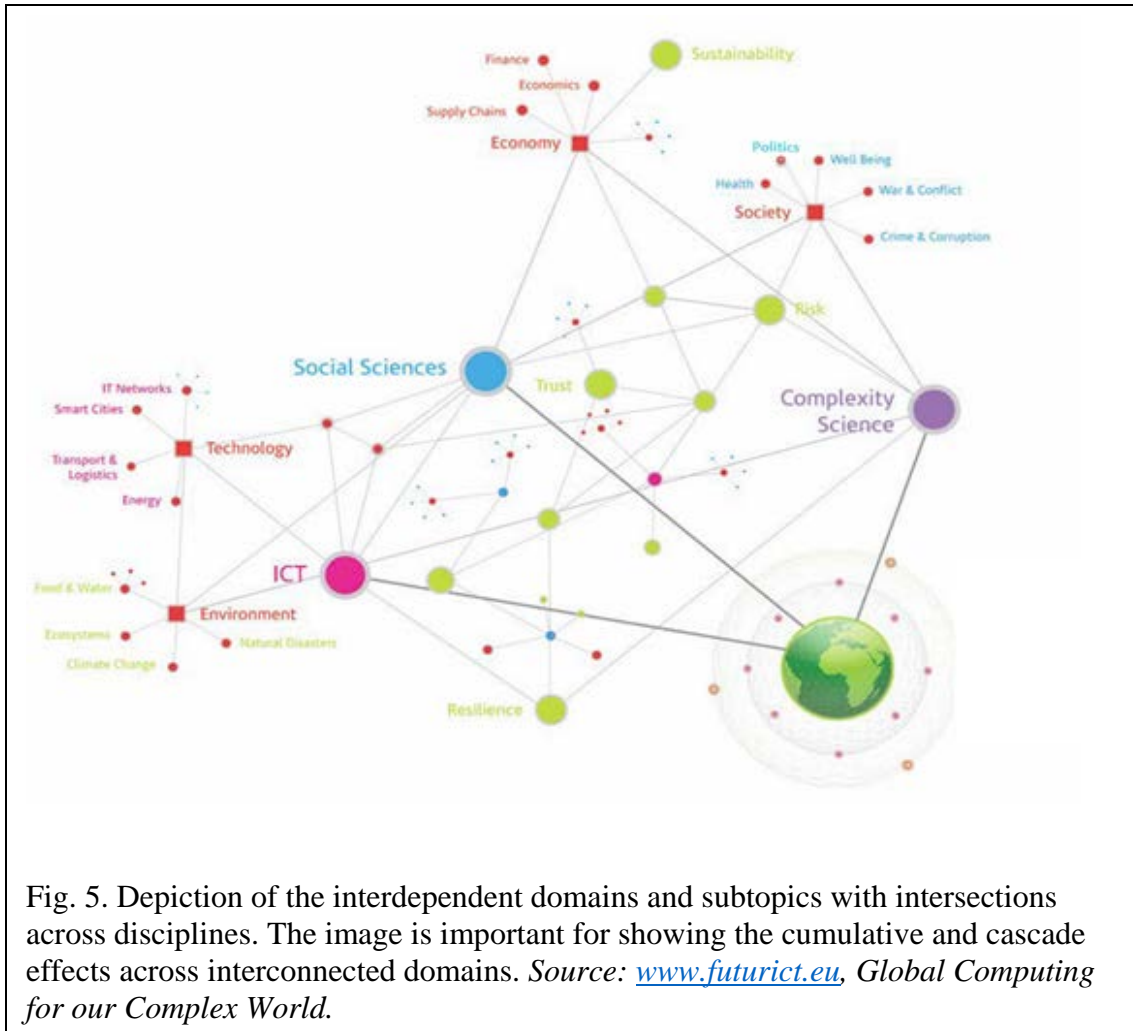 Finance
Sustainability
Economics
Supply Chains
Economy
Politics
Well Being
Health
War & Conflict
Society
Crime & Corruption
Risk
Social Sciences
Trust
IT Networks
Complexity
Science
Smart Cities
Technology
Transport &
Logistics
Energy
ICT
Food & Water
Environment
Ecosystems
Natural Disasters
Climate Change
Resilience
Fig. 5. Depiction of the interdependent domains and subtopics with intersections
across disciplines. The image is important for showing the cumulative and cascade
effects across interconnected domains. Source: www.futurict.eu, Global Computing
for our Complex World.